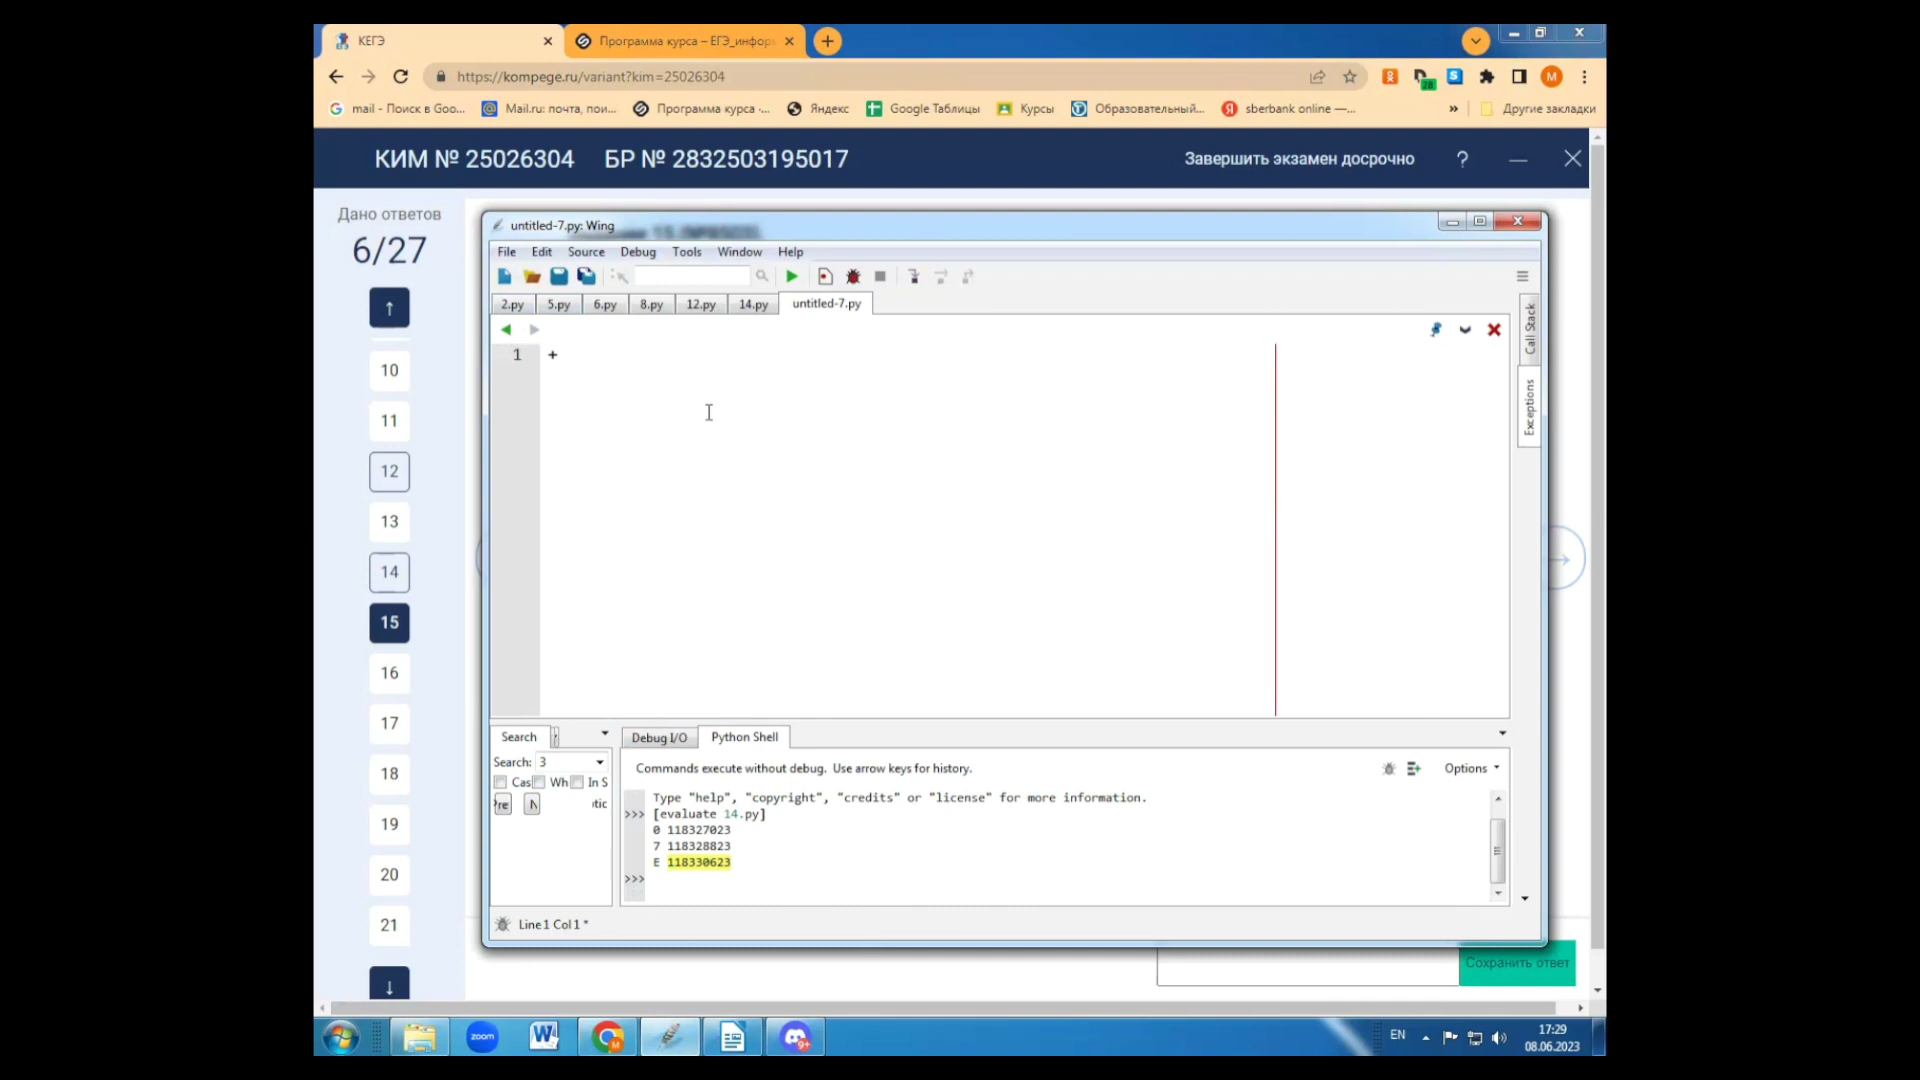 КЕГЭ
Программа курса – ЕГЭ_инфор
https://kompege.ru/variant?kim=25026304
mail - Поиск в Goo...
Mail.ru: почта, пои...
Программа курса -...
Яндекс
Google Таблицы
Курсы
Образовательный...
sberbank online —...
»
Другие закладки
КИМ № 25026304 БР № 2832503195017
Завершить экзамен досрочно
?
Дано ответов
6/27
10
11
12
13
14
15
16
17
18
19
20
21
untitled-7.py: Wing
File Edit Source Debug Tools Window Help
2.py 5.py 6.py 8.py 12.py 14.py untitled-7.py
Call Stack
Exceptions
1 +
Search
Search: 3
Cas Wh In S
Debug I/O Python Shell
Commands execute without debug. Use arrow keys for history.
Options
Type "help", "copyright", "credits" or "license" for more information.
>>> [evaluate 14.py]
0 118327023
7 118328823
E 118330623
>>>
Line 1 Col 1 *
Сохранить ответ
zoom
EN
17:29
08.06.2023